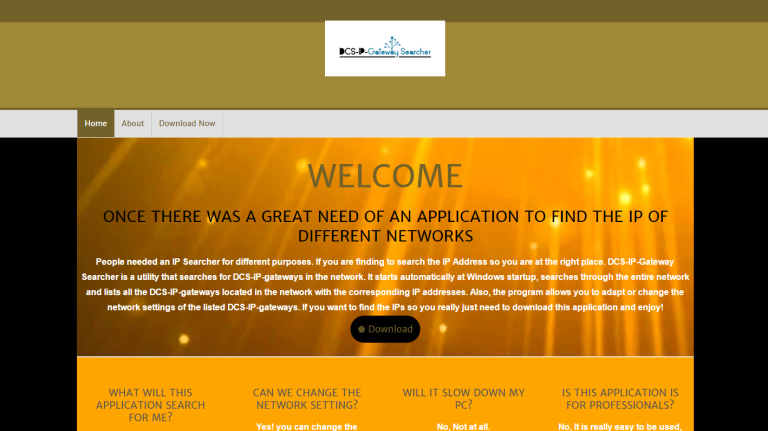 DCS-IP-Gateway Searcher
Home About Download Now
WELCOME
ONCE THERE WAS A GREAT NEED OF AN APPLICATION TO FIND THE IP OF
DIFFERENT NETWORKS
People needed an IP Searcher for different purposes. If you are finding to search the IP Address so you are at the right place. DCS-IP-Gateway
Searcher is a utility that searches for DCS-IP-gateways in the network. It starts automatically at Windows startup, searches through the entire network
and lists all the DCS-IP-gateways located in the network with the corresponding IP addresses. Also, the program allows you to adapt or change the
network settings of the listed DCS-IP-gateways. If you want to find the IPs so you really just need to download this application and enjoy!
Download
WHAT WILL THIS
APPLICATION SEARCH
FOR ME?
CAN WE CHANGE THE
NETWORK SETTING?
Yes! you can change the
WILL IT SLOW DOWN MY
PC?
No, Not at all.
IS THIS APPLICATION IS
FOR PROFESSIONALS?
No, It is really easy to be used,